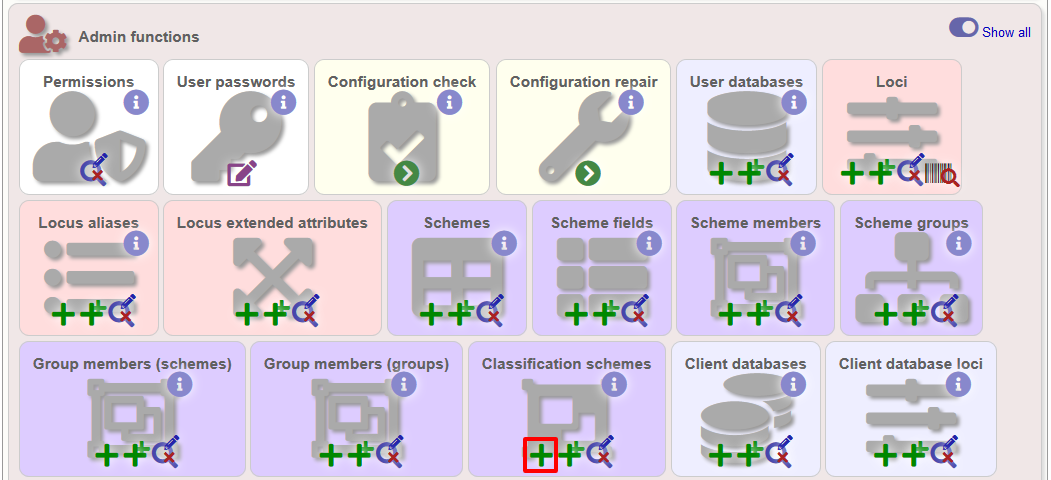 Admin functions
Show all
Permissions
User passwords
Configuration check
Configuration repair
User databases
Loci
Locus aliases
Locus extended attributes
Schemes
Scheme fields
Scheme members
Scheme groups
Group members (schemes)
Group members (groups)
Classification schemes
Client databases
Client database loci